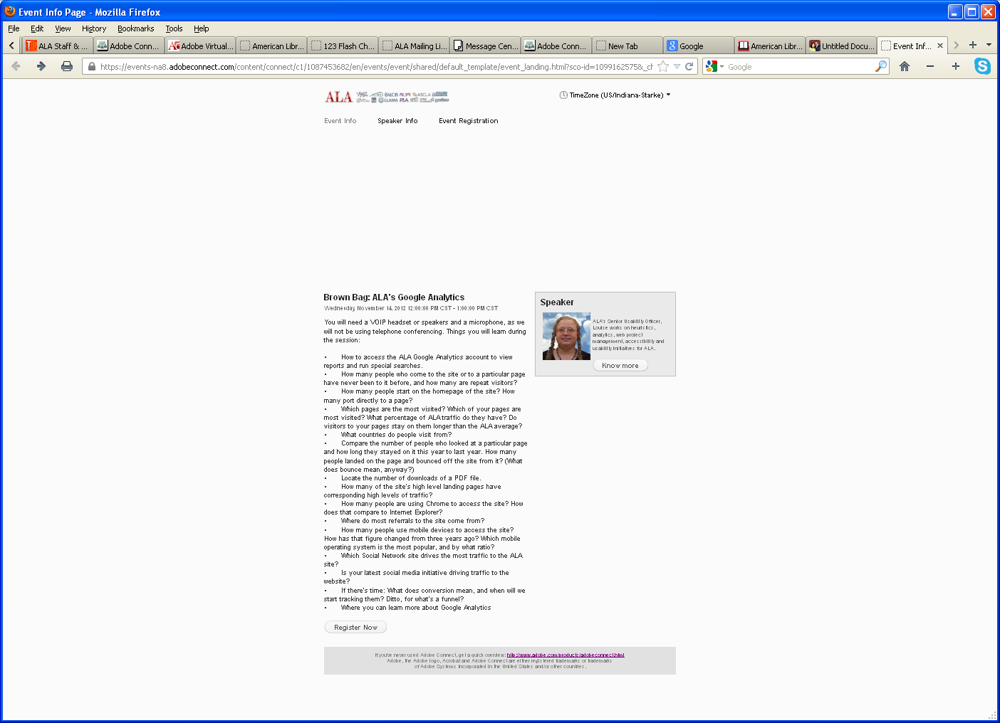 Event Info Page - Mozilla Firefox
File Edit View History Bookmarks Tools Help
ALA Staff & ... Adobe Conn... Adobe Virtual... American Libr... 123 Flash Ch... ALA Mailing Li... Message Cen... Adobe Conn... New Tab Google American Libr... Untitled Docu... Event Inf...
https://events-na8.adobeconnect.com/content/connect/c1/1087453682/en/events/event/shared/default_template/event_landing.html?sco-id=1099162575&_ch Google
ALA TimeZone (US/Indiana-Starke)
Event Info Speaker Info Event Registration
Brown Bag: ALA's Google Analytics
Wednesday, November 14, 2012 12:00:00 PM CST - 1:00:00 PM CST
You will need a VOIP headset or speakers and a microphone, as we
will not be using telephone conferencing. Things you will learn during
the session:
• How to access the ALA Google Analytics account to view
reports and run special searches.
• How many people who come to the site or to a particular page
have never been to it before, and how many are repeat visitors?
• How many people start on the homepage of the site? How
many port directly to a page?
• Which pages are the most visited? Which of your pages are
most visited? What percentage of ALA traffic do they have? Do
visitors to your pages stay on them longer than the ALA average?
• What countries do people visit from?
• Compare the number of people who looked at a particular page
and how long they stayed on it this year to last year. How many
people landed on the page and bounced off the site from it? (What
does bounce mean, anyway?)
• Locate the number of downloads of a PDF file.
• How many of the site's high level landing pages have
corresponding high levels of traffic?
• How many people are using Chrome to access the site? How
does that compare to Internet Explorer?
• Where do most referrals to the site come from?
• How many people use mobile devices to access the site?
How has that figure changed from three years ago? Which mobile
operating system is the most popular, and by what ratio?
• Which Social Network site drives the most traffic to the ALA
site?
• Is your latest social media initiative driving traffic to the
website?
• If there's time: What does conversion mean, and when will we
start tracking them? Ditto, for what's a funnel?
• Where you can learn more about Google Analytics
Register Now
Speaker
ALA's Senior Usability Officer,
Louise works on heuristics,
analytics, web project
management, accessibility and
usability initiatives for ALA.
Know more
If you've never used Adobe Connect, get a quick overview: http://www.adobe.com/products/adobeconnect.html
Adobe, the Adobe logo, Acrobat and Adobe Connect are either registered trademarks or trademarks
of Adobe Systems Incorporated in the United States and/or other countries.